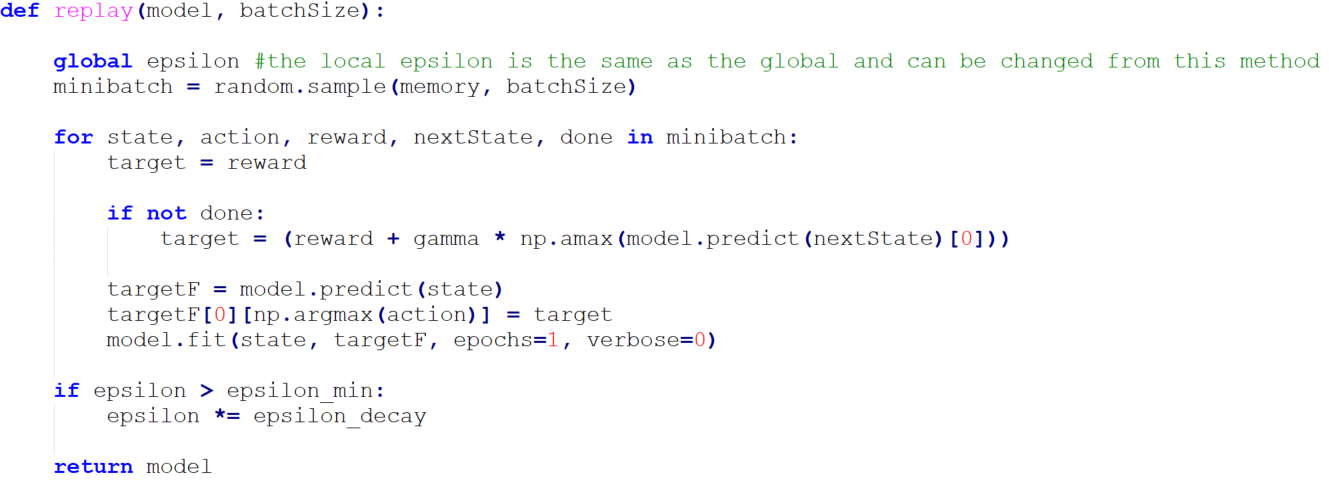 def replay(model, batchSize):
global epsilon #the local epsilon is the same as the global and can be changed from this method
minibatch = random.sample(memory, batchSize)
for state, action, reward, nextState, done in minibatch:
target = reward
if not done:
target = (reward + gamma * np.amax(model.predict(nextState)[0]))
targetF = model.predict(state)
targetF[0][np.argmax(action)] = target
model.fit(state, targetF, epochs=1, verbose=0)
if epsilon > epsilon_min:
epsilon *= epsilon_decay
return model